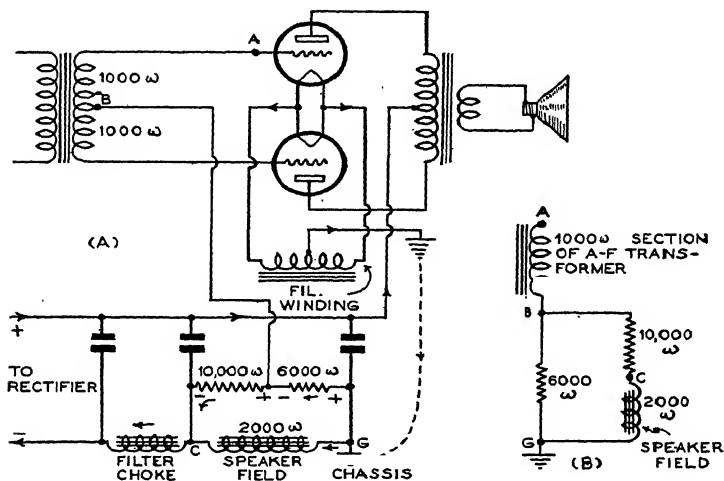 A
1000 ω
B
1000 ω
(A)
FIL.
WINDING
+
TO
RECTIFIER
10,000 ω
6000 ω
- + - +
2000 ω
-
C
G
FILTER
CHOKE
SPEAKER
FIELD
CHASSIS
A
1000 ω SECTION
OF A-F TRANS-
FORMER
B
10,000
ω
6000
ω
C
2000
ω
G
SPEAKER
FIELD
(B)